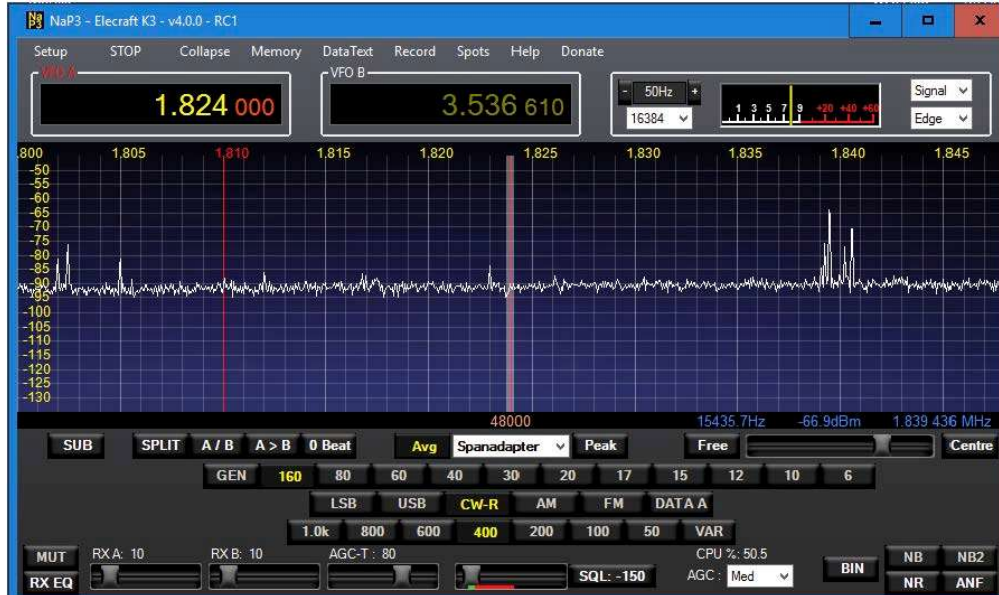 NaP3 - Elecraft K3 - v4.0.0 - RC1
Setup STOP Collapse Memory DataText Record Spots Help Donate
VFO A VFO B
1.824 000 3.536 610
- 50Hz +
16384
1 3 5 7 9 +20 +40 +60
Signal
Edge
.800 1.805 1.810 1.815 1.820 1.825 1.830 1.835 1.840 1.845
-50
-55
-60
-65
-70
-75
-80
-85
-90
-95
-100
-105
-110
-115
-120
-125
-130
48000 15435.7Hz -66.9dBm 1.839 436 MHz
SUB SPLIT A / B A > B 0 Beat Avg Spanadapter Peak Free Centre
GEN 160 80 60 40 30 20 17 15 12 10 6
LSB USB CW-R AM FM DATA A
1.0k 800 600 400 200 100 50 VAR
MUT RX A: 10 RX B: 10 AGC-T : 80 SQL: -150 CPU %: 50.5 BIN NB NB2
RX EQ AGC : Med NR ANF